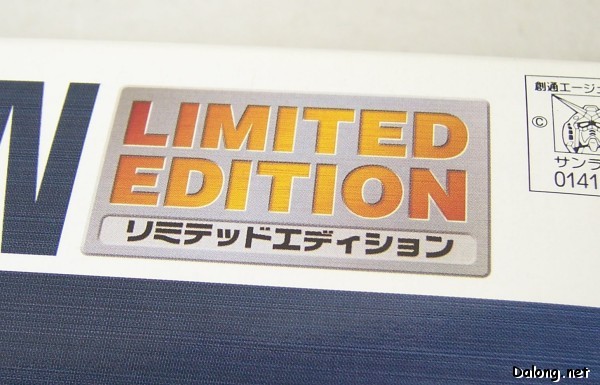 LIMITED
EDITION
リミテッドエディション
創通エージェ
©
サンラ
0141
Dalong.net